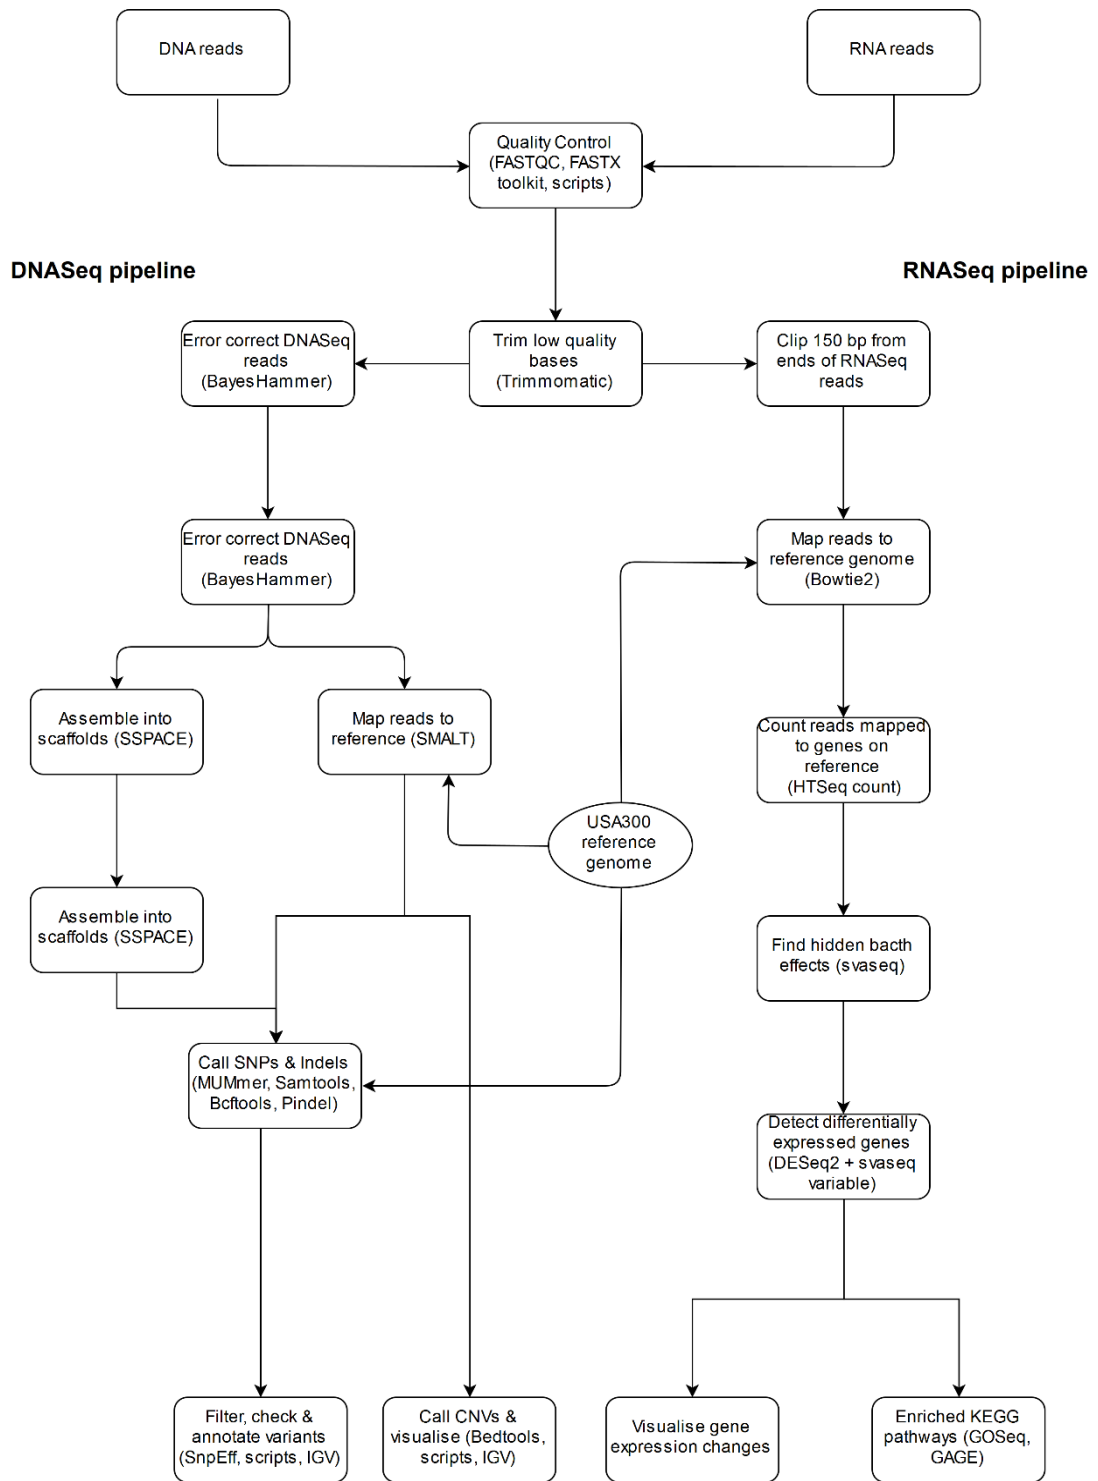 DNA reads
RNA reads
Quality Control
(FASTQC, FASTX
toolkit, scripts)
DNASeq pipeline
RNASeq pipeline
Error correct DNASeq
reads
(BayesHammer)
Trim low quality
bases
(Trimmomatic)
Clip 150 bp from
ends of RNASeq
reads
Error correct DNASeq
reads
(BayesHammer)
Map reads to
reference genome
(Bowtie2)
Assemble into
scaffolds (SSPACE)
Map reads to
reference (SMALT)
Count reads mapped
to genes on
reference
(HTSeq count)
USA300
reference
genome
Assemble into
scaffolds (SSPACE)
Find hidden bacth
effects (svaseq)
Call SNPs & Indels
(MUMmer, Samtools,
Bcftools, Pindel)
Detect differentially
expressed genes
(DESeq2 + svaseq
variable)
Filter, check &
annotate variants
(SnpEff, scripts, IGV)
Call CNVs &
visualise (Bedtools,
scripts, IGV)
Visualise gene
expression changes
Enriched KEGG
pathways (GOSeq,
GAGE)